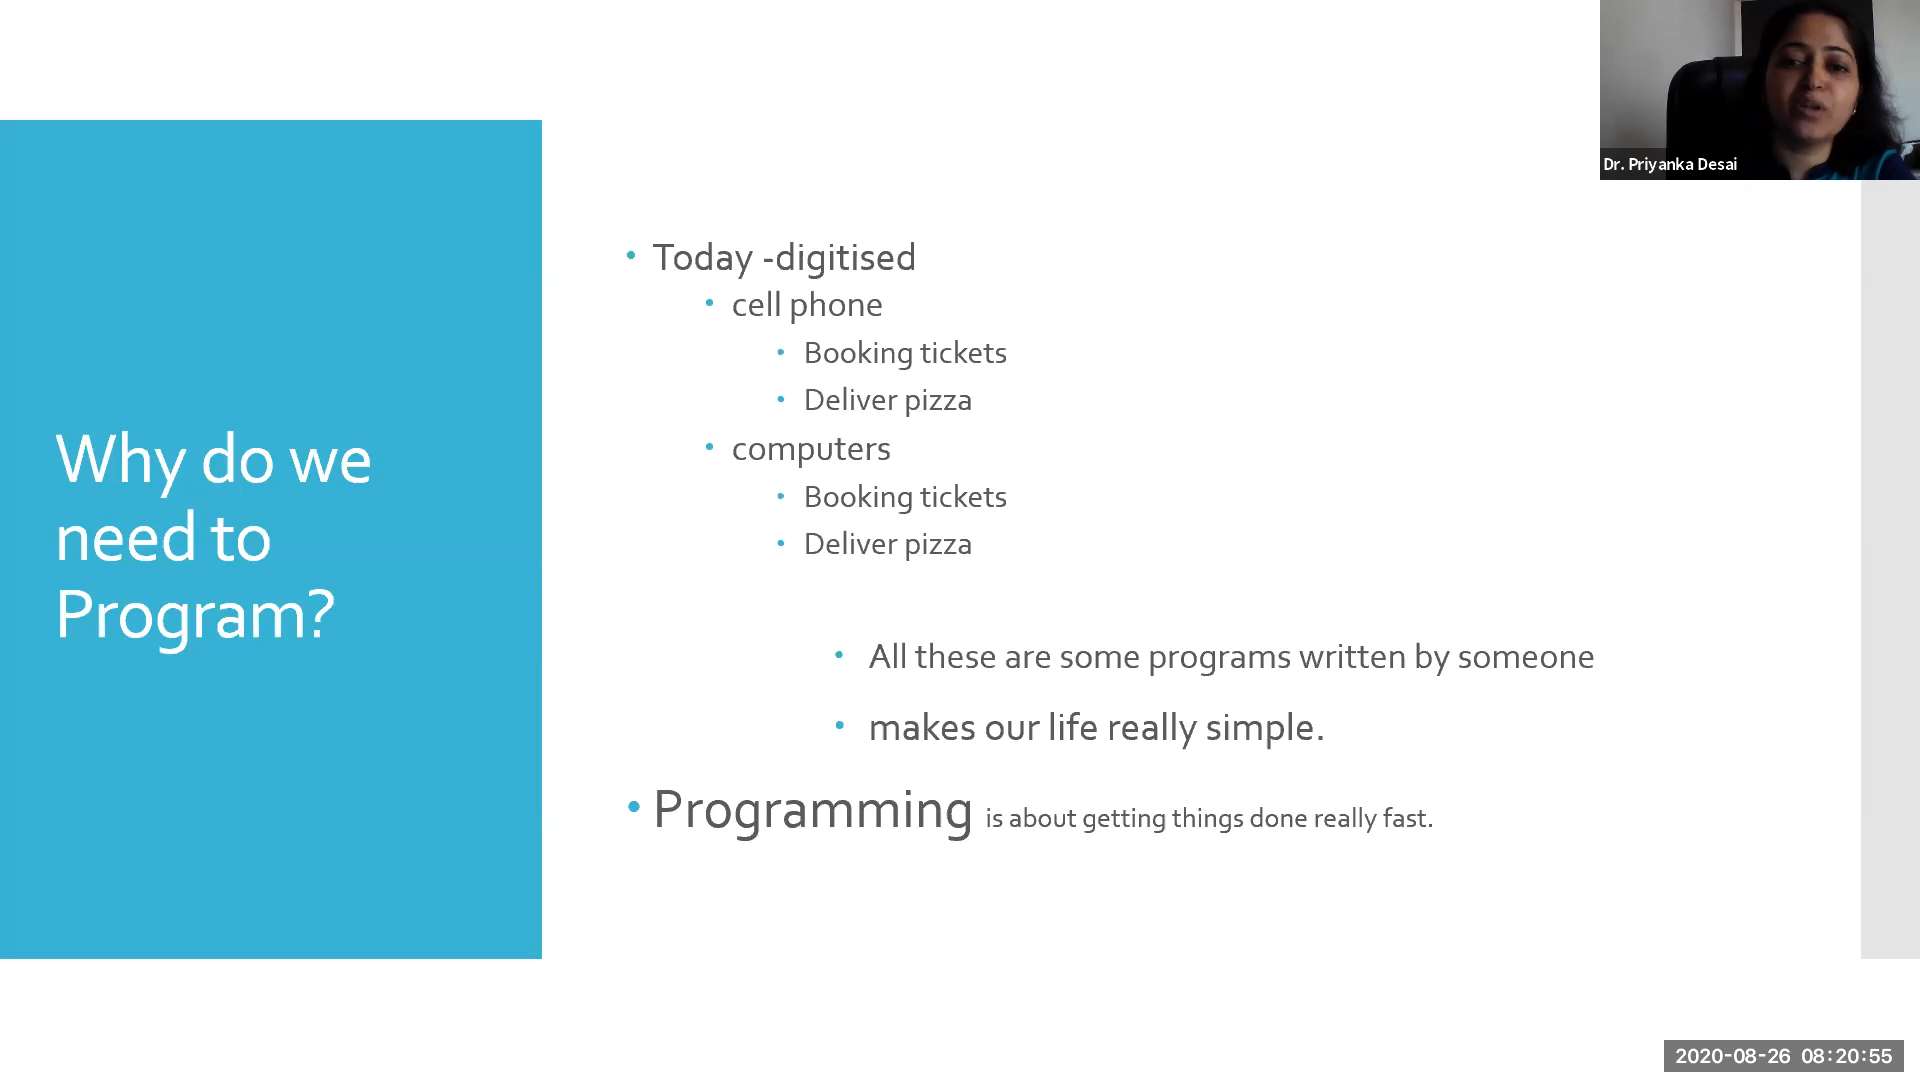 Dr. Priyanka Desai
Why do we
need to
Program?
Today -digitised
cell phone
Booking tickets
Deliver pizza
computers
Booking tickets
Deliver pizza
All these are some programs written by someone
makes our life really simple.
Programming is about getting things done really fast.
2020-08-26 08:20:55